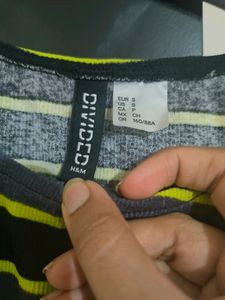 DIVIDED
H&M
EUR S
US S
CA P
MX CH
CN 160/88A